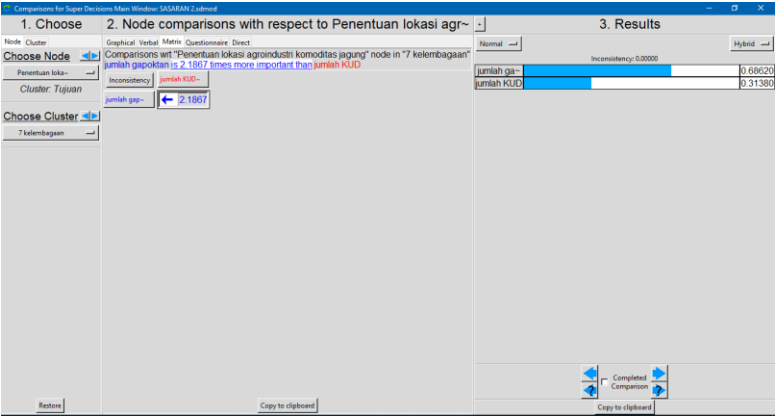 Comparisons for Super Decisions Main Window: SASARAN 2.sdmod
1. Choose
2. Node comparisons with respect to Penentuan lokasi agr~
3. Results
Node Cluster
Graphical Verbal Matrix Questionnaire Direct
Choose Node
Comparisons wrt "Penentuan lokasi agroindustri komoditas jagung" node in "7 kelembagaan"
jumlah gapoktan is 2.1867 times more important than jumlah KUD
Penentuan loka~
Cluster: Tujuan
Inconsistency jumlah KUD~
jumlah gap~ 2.1867
Choose Cluster
7 kelembagaan
Normal Hybrid
Inconsistency: 0.00000
jumlah ga~ 0.68620
jumlah KUD 0.31380
Completed
Comparison
Restore
Copy to clipboard
Copy to clipboard